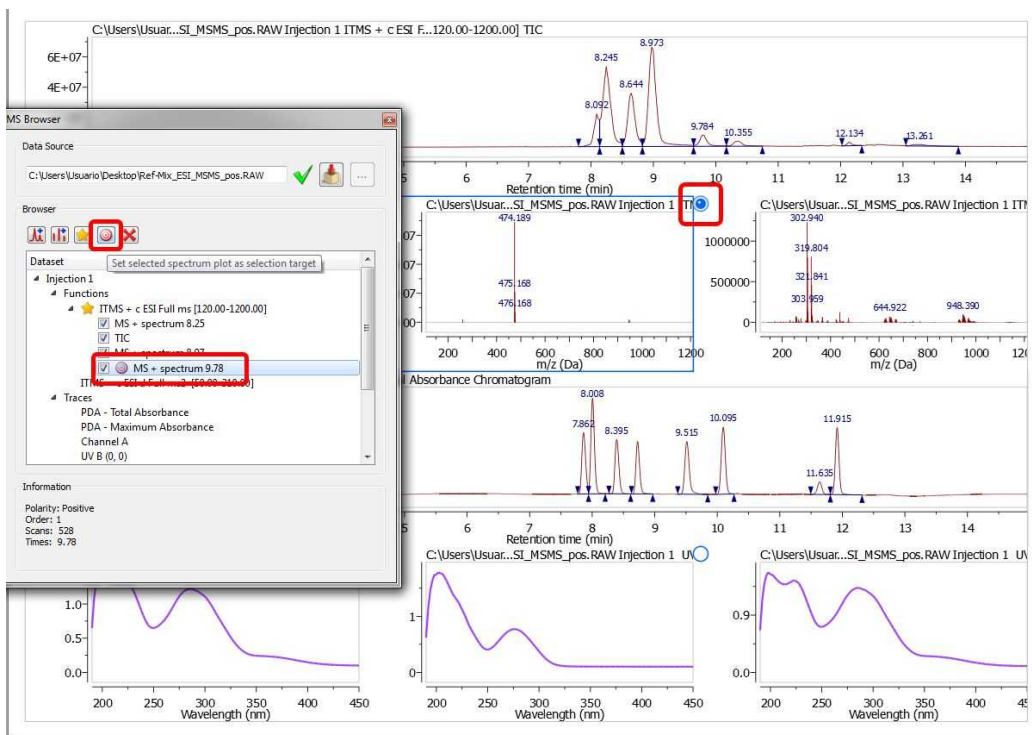 C:\Users\Usuar...SI_MSMS_pos.RAW Injection 1 ITMS + c ESI F...120.00-1200.00] TIC
6E+07
4E+07
8.092
8.245
8.644
8.973
9.784
10.355
12.134
13.261
5 6 7 8 9 10 11 12 13 14
Retention time (min)
MS Browser
Data Source
C:\Users\Usuario\Desktop\Ref-Mix_ESI_MSMS_pos.RAW
...
Browser
Dataset
Set selected spectrum plot as selection target
Injection 1
Functions
ITMS + c ESI Full ms [120.00-1200.00]
MS + spectrum 8.25
TIC
MS + spectrum 8.97
MS + spectrum 9.78
Traces
PDA - Total Absorbance
PDA - Maximum Absorbance
Channel A
UV B (0, 0)
Information
Polarity: Positive
Order: 1
Scans: 528
Times: 9.78
C:\Users\Usuar...SI_MSMS_pos.RAW Injection 1
474.189
475.168
476.168
200 400 600 800 1000 1200
m/z (Da)
C:\Users\Usuar...SI_MSMS_pos.RAW Injection 1 ITI
1000000
500000
0
302.940
319.804
321.841
303.959
644.922
948.390
200 400 600 800 1000 120
m/z (Da)
l Absorbance Chromatogram
7.862
8.008
8.395
9.515
10.095
11.635
11.915
5 6 7 8 9 10 11 12 13 14
Retention time (min)
1.0
0.5
0.0
200 250 300 350 400 450
Wavelength (nm)
C:\Users\Usuar...SI_MSMS_pos.RAW Injection 1 UV
1
0
200 250 300 350 400 450
Wavelength (nm)
C:\Users\Usuar...SI_MSMS_pos.RAW Injection 1 UV
0.9
0.0
200 250 300 350 400 45
Wavelength (nm)